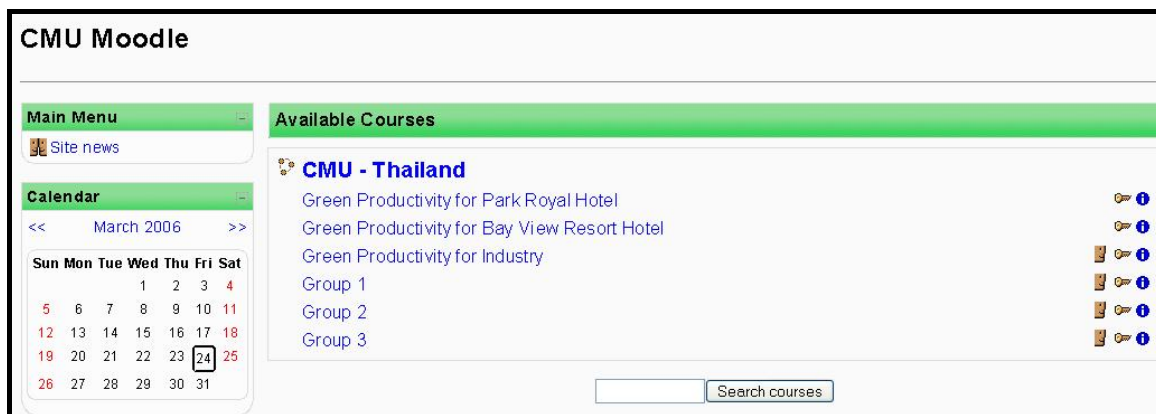 CMU Moodle
Main Menu
Site news
Calendar
<< March 2006 >>
Sun Mon Tue Wed Thu Fri Sat
1 2 3 4
5 6 7 8 9 10 11
12 13 14 15 16 17 18
19 20 21 22 23 24 25
26 27 28 29 30 31
Available Courses
CMU - Thailand
Green Productivity for Park Royal Hotel
Green Productivity for Bay View Resort Hotel
Green Productivity for Industry
Group 1
Group 2
Group 3
Search courses